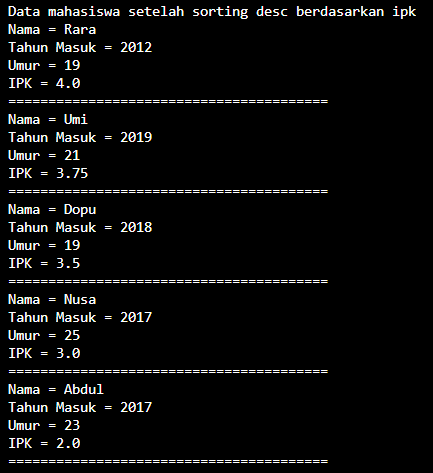 Data mahasiswa setelah sorting desc berdasarkan ipk
Nama = Rara
Tahun Masuk = 2012
Umur = 19
IPK = 4.0
========================================
Nama = Umi
Tahun Masuk = 2019
Umur = 21
IPK = 3.75
========================================
Nama = Dopu
Tahun Masuk = 2018
Umur = 19
IPK = 3.5
========================================
Nama = Nusa
Tahun Masuk = 2017
Umur = 25
IPK = 3.0
========================================
Nama = Abdul
Tahun Masuk = 2017
Umur = 23
IPK = 2.0
========================================